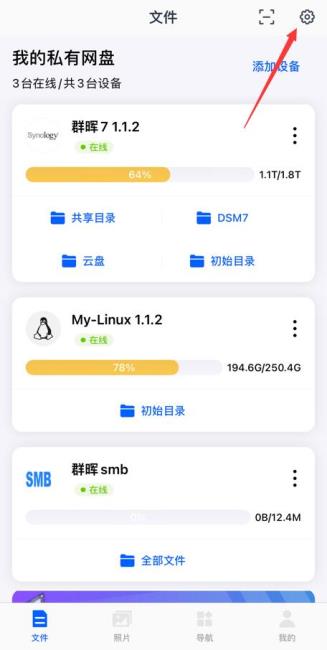 文件
我的私有网盘
添加设备
3台在线/共3台设备
Synology
群晖7 1.1.2
在线
64%
1.1T/1.8T
共享目录
DSM7
云盘
初始目录
My-Linux 1.1.2
在线
78%
194.6G/250.4G
初始目录
SMB
群晖smb
在线
0%
0B/12.4M
全部文件
文件
照片
导航
我的